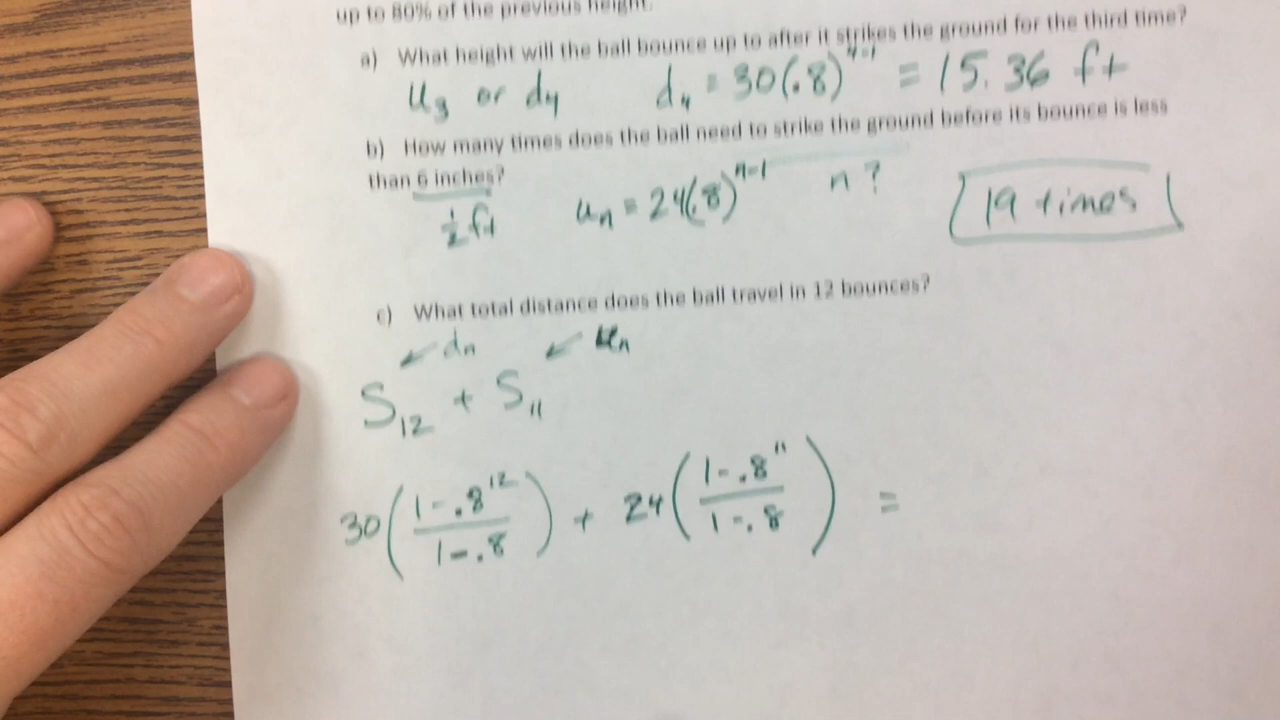 up to 80% of the previous height.
a) What height will the ball bounce up to after it strikes the ground for the third time?
u₃ or d₄ d₄ = 30(.8)⁴⁻¹ = 15.36 ft
b) How many times does the ball need to strike the ground before its bounce is less
than 6 inches?
½ ft uₙ = 24(.8)ⁿ⁻¹ n? 19 times
c) What total distance does the ball travel in 12 bounces?
↙ dₙ ↙ uₙ
S₁₂ + S₁₁
30((1-.8¹²)/(1-.8)) + 24((1-.8¹¹)/(1-.8)) =